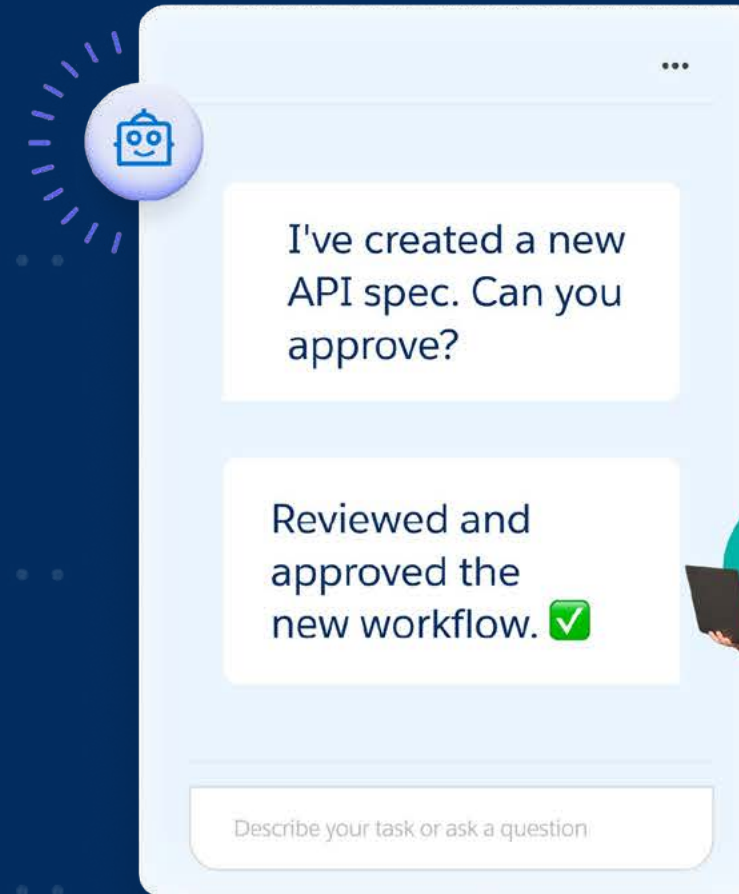 I've created a new
API spec. Can you
approve?
Reviewed and
approved the
new workflow. ✅
Describe your task or ask a question